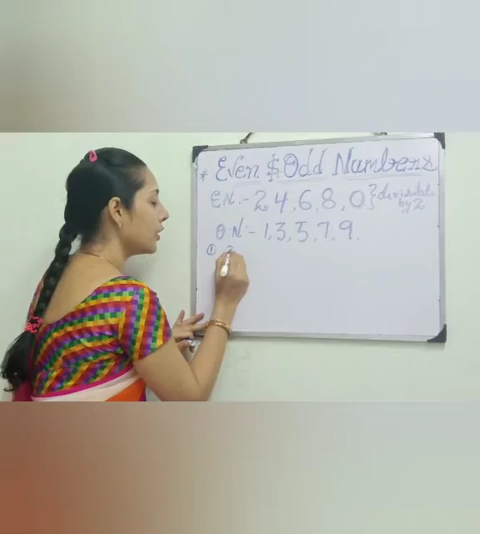 * Even $ Odd Numbers
E.N. - 2, 4, 6, 8, 0 } divisible by 2
O.N. - 1, 3, 5, 7, 9.
①